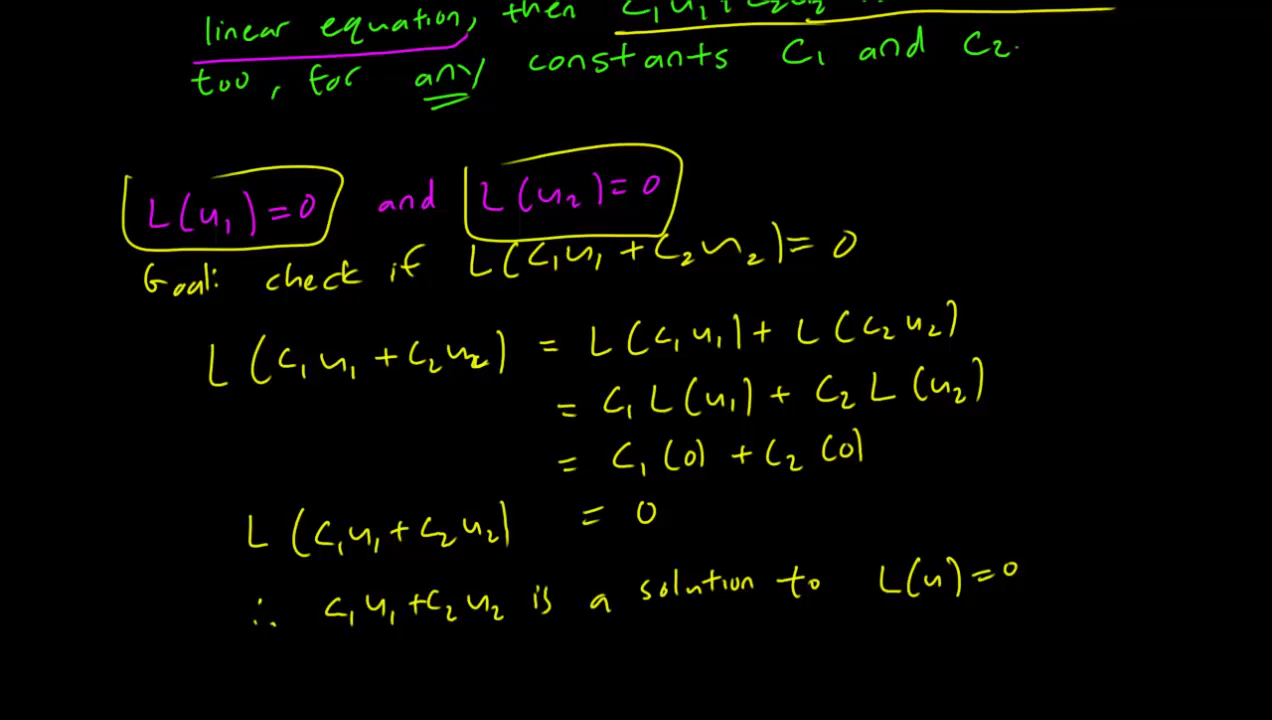 linear equation, then C₁u₁ + C₂u₂
too, for any constants C₁ and C₂.
L(u₁)=0 and L(u₂)=0
Goal: check if L(C₁u₁ + C₂u₂)= 0
L(C₁u₁ + C₂u₂) = L(C₁u₁) + L(C₂u₂)
= C₁L(u₁) + C₂L(u₂)
= C₁(0) + C₂(0)
L(C₁u₁ + C₂u₂) = 0
∴ C₁u₁ + C₂u₂ is a solution to L(u)=0